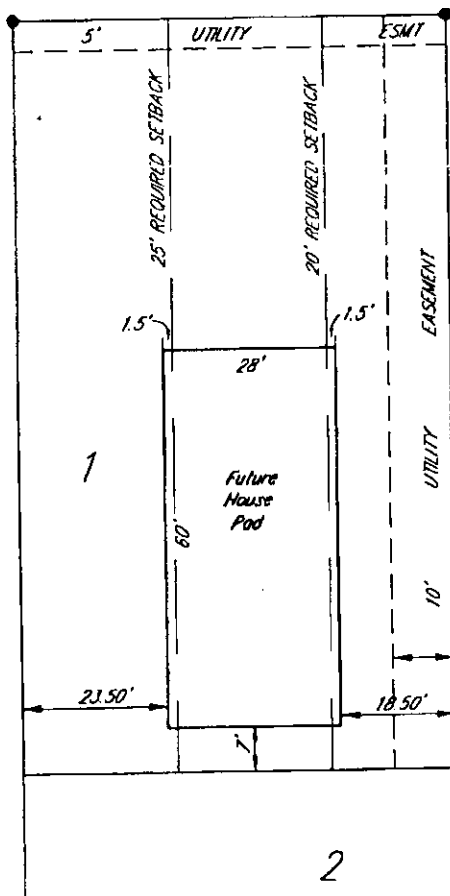 5' UTILITY ESMT
25' REQUIRED SETBACK
20' REQUIRED SETBACK
1.5'
1.5'
28'
UTILITY EASEMENT
1
Future
House
Pad
60'
10'
23.50'
18.50'
7'
2